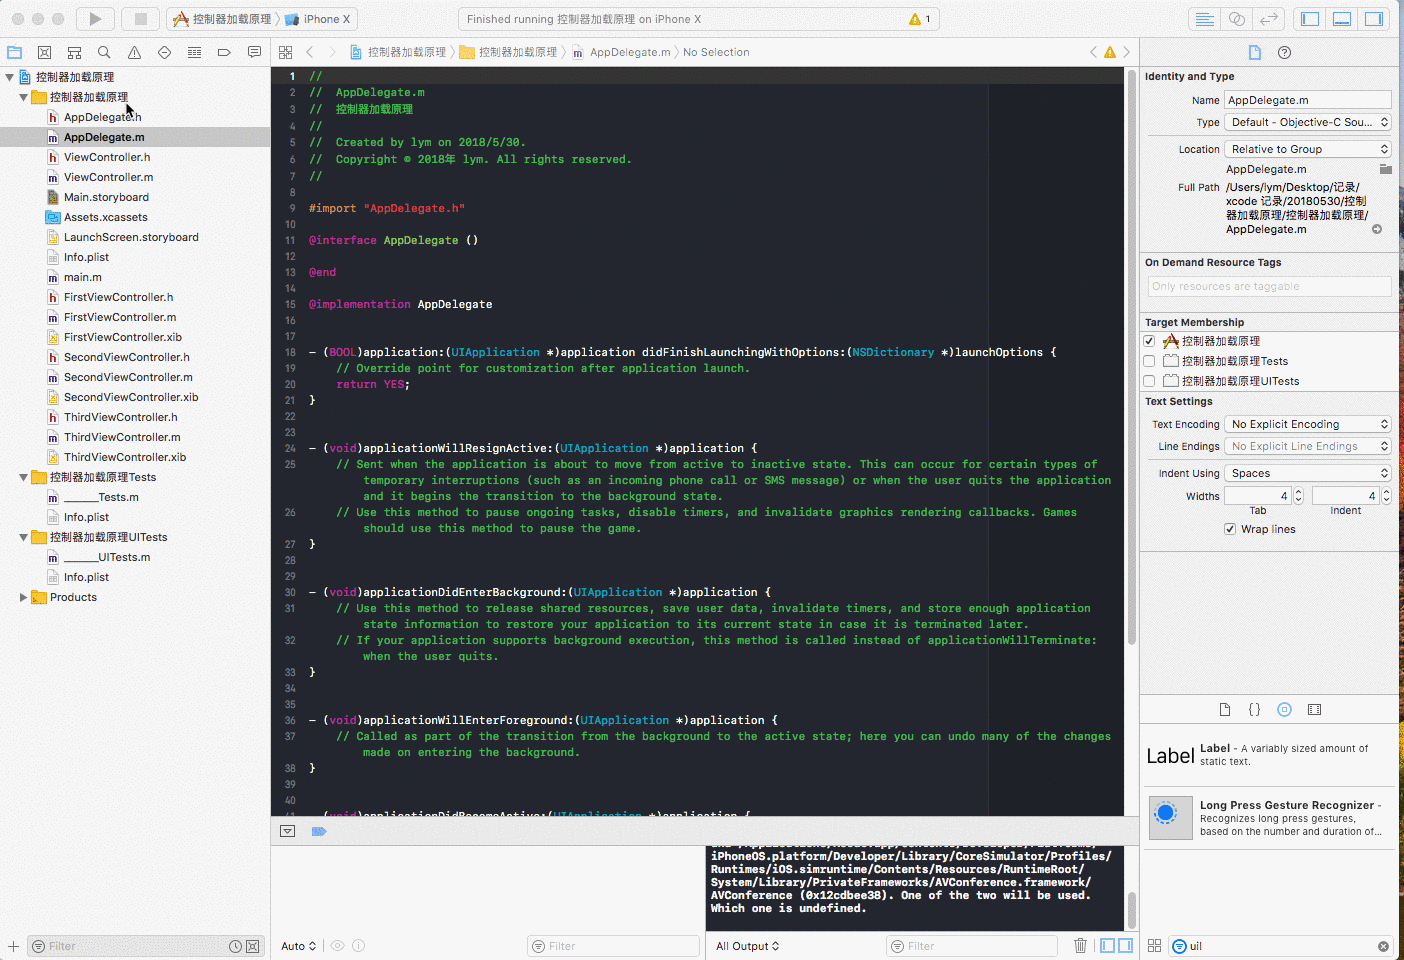 控制器加载原理 〉 iPhone X
Finished running 控制器加载原理 on iPhone X
1
控制器加载原理 〉 控制器加载原理 〉 m AppDelegate.m 〉 No Selection
控制器加载原理
控制器加载原理
h AppDelegate.h
m AppDelegate.m
h ViewController.h
m ViewController.m
Main.storyboard
Assets.xcassets
LaunchScreen.storyboard
Info.plist
m main.m
h FirstViewController.h
m FirstViewController.m
FirstViewController.xib
h SecondViewController.h
m SecondViewController.m
SecondViewController.xib
h ThirdViewController.h
m ThirdViewController.m
ThirdViewController.xib
控制器加载原理Tests
m _______Tests.m
Info.plist
控制器加载原理UITests
m _______UITests.m
Info.plist
Products
Filter
1 //
2 //  AppDelegate.m
3 //  控制器加载原理
4 //
5 //  Created by lym on 2018/5/30.
6 //  Copyright © 2018年 lym. All rights reserved.
7 //
8
9 #import "AppDelegate.h"
10
11 @interface AppDelegate ()
12
13 @end
14
15 @implementation AppDelegate
16
17
18 - (BOOL)application:(UIApplication *)application didFinishLaunchingWithOptions:(NSDictionary *)launchOptions {
19 // Override point for customization after application launch.
20 return YES;
21 }
22
23
24 - (void)applicationWillResignActive:(UIApplication *)application {
25 // Sent when the application is about to move from active to inactive state. This can occur for certain types of
temporary interruptions (such as an incoming phone call or SMS message) or when the user quits the application
and it begins the transition to the background state.
26 // Use this method to pause ongoing tasks, disable timers, and invalidate graphics rendering callbacks. Games
should use this method to pause the game.
27 }
28
29
30 - (void)applicationDidEnterBackground:(UIApplication *)application {
31 // Use this method to release shared resources, save user data, invalidate timers, and store enough application
state information to restore your application to its current state in case it is terminated later.
32 // If your application supports background execution, this method is called instead of applicationWillTerminate:
when the user quits.
33 }
34
35
36 - (void)applicationWillEnterForeground:(UIApplication *)application {
37 // Called as part of the transition from the background to the active state; here you can undo many of the changes
made on entering the background.
38 }
39
40
41 - (void)applicationDidBecomeActive:(UIApplication *)application {
iPhoneOS.platform/Developer/Library/CoreSimulator/Profiles/
Runtimes/iOS.simruntime/Contents/Resources/RuntimeRoot/
System/Library/PrivateFrameworks/AVConference.framework/
AVConference (0x12cdbee38). One of the two will be used.
Which one is undefined.
Auto
Filter
All Output
Filter
Identity and Type
Name AppDelegate.m
Type Default - Objective-C Sou...
Location Relative to Group
AppDelegate.m
Full Path /Users/lym/Desktop/记录/
xcode 记录/20180530/控制
器加载原理/控制器加载原理/
AppDelegate.m
On Demand Resource Tags
Only resources are taggable
Target Membership
控制器加载原理
控制器加载原理Tests
控制器加载原理UITests
Text Settings
Text Encoding No Explicit Encoding
Line Endings No Explicit Line Endings
Indent Using Spaces
Widths 4 4
Tab Indent
Wrap lines
{}
Label Label - A variably sized amount of
static text.
Long Press Gesture Recognizer -
Recognizes long press gestures,
based on the number and duration of...
uil